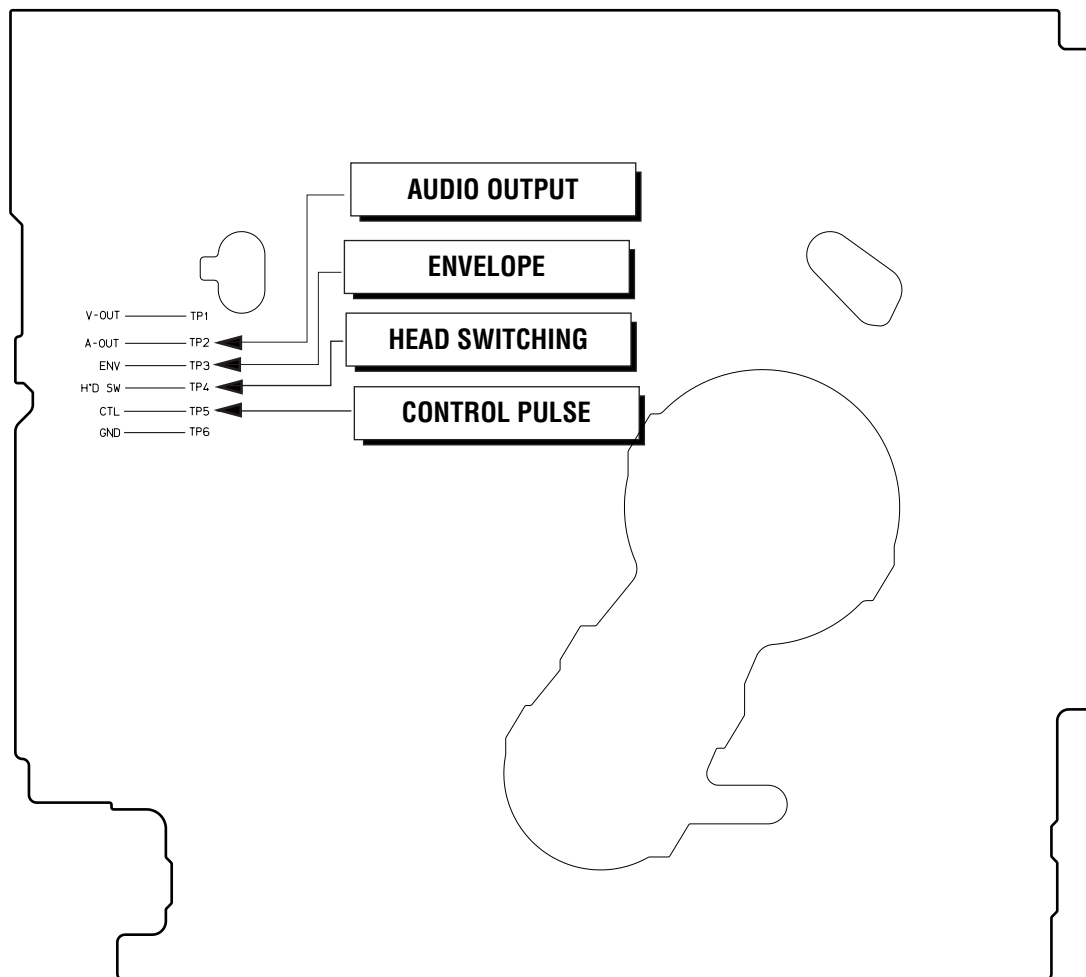 AUDIO OUTPUT
ENVELOPE
HEAD SWITCHING
CONTROL PULSE
V-OUT TP1
A-OUT TP2
ENV TP3
H'D SW TP4
CTL TP5
GND TP6